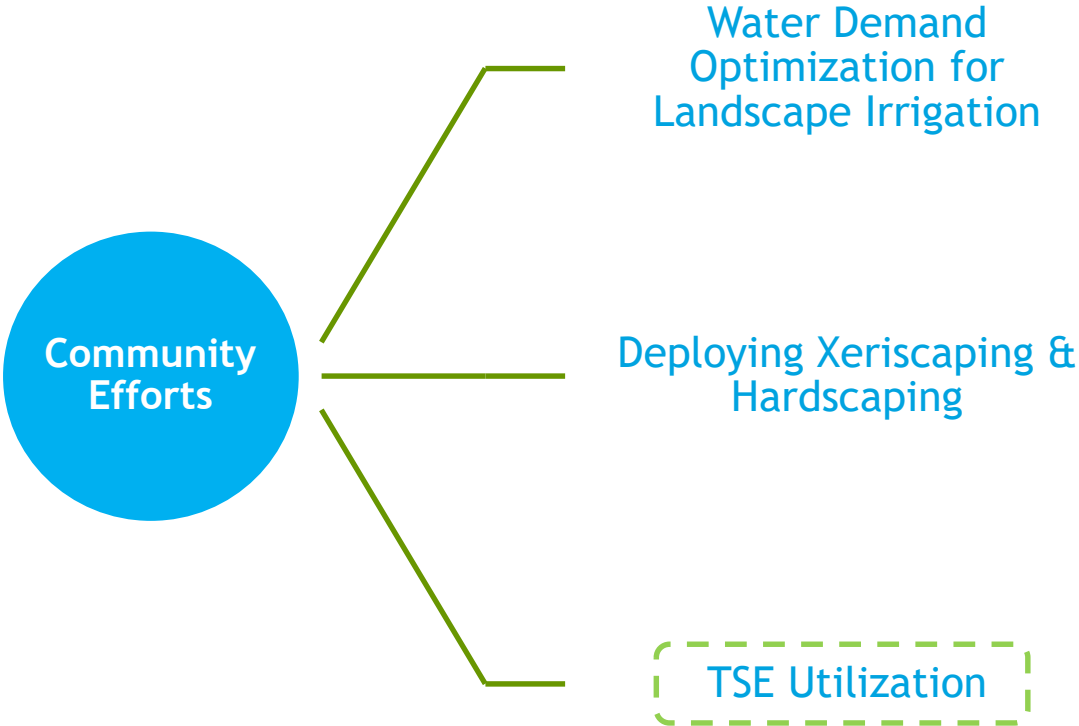 Water Demand
Optimization for
Landscape Irrigation
Community
Efforts
Deploying Xeriscaping &
Hardscaping
TSE Utilization